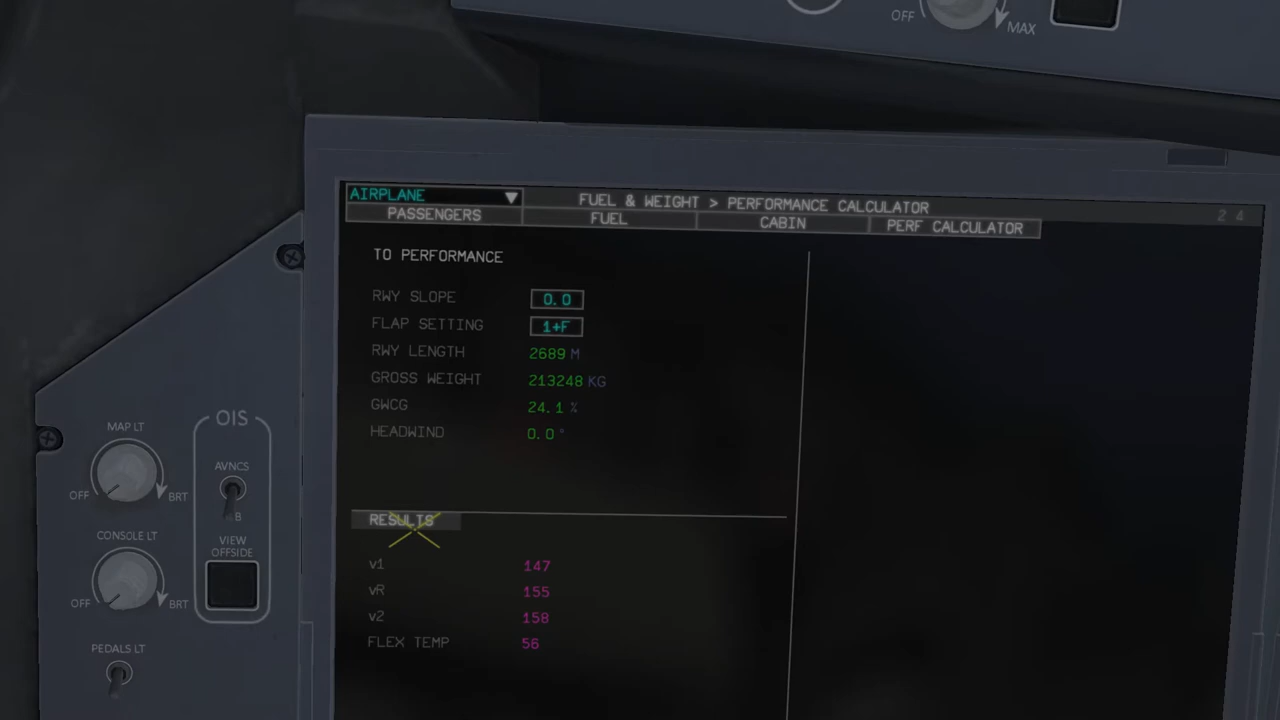 OFF MAX
AIRPLANE
FUEL & WEIGHT > PERFORMANCE CALCULATOR
2 4
PASSENGERS FUEL CABIN PERF CALCULATOR
TO PERFORMANCE
RWY SLOPE 0.0
FLAP SETTING 1+F
RWY LENGTH 2689 M
GROSS WEIGHT 213248 KG
GWCG 24.1 %
HEADWIND 0.0 °
RESULTS
v1 147
vR 155
v2 158
FLEX TEMP 56
MAP LT
OFF BRT
OIS
AVNCS
B
CONSOLE LT
OFF BRT
VIEW
OFFSIDE
PEDALS LT